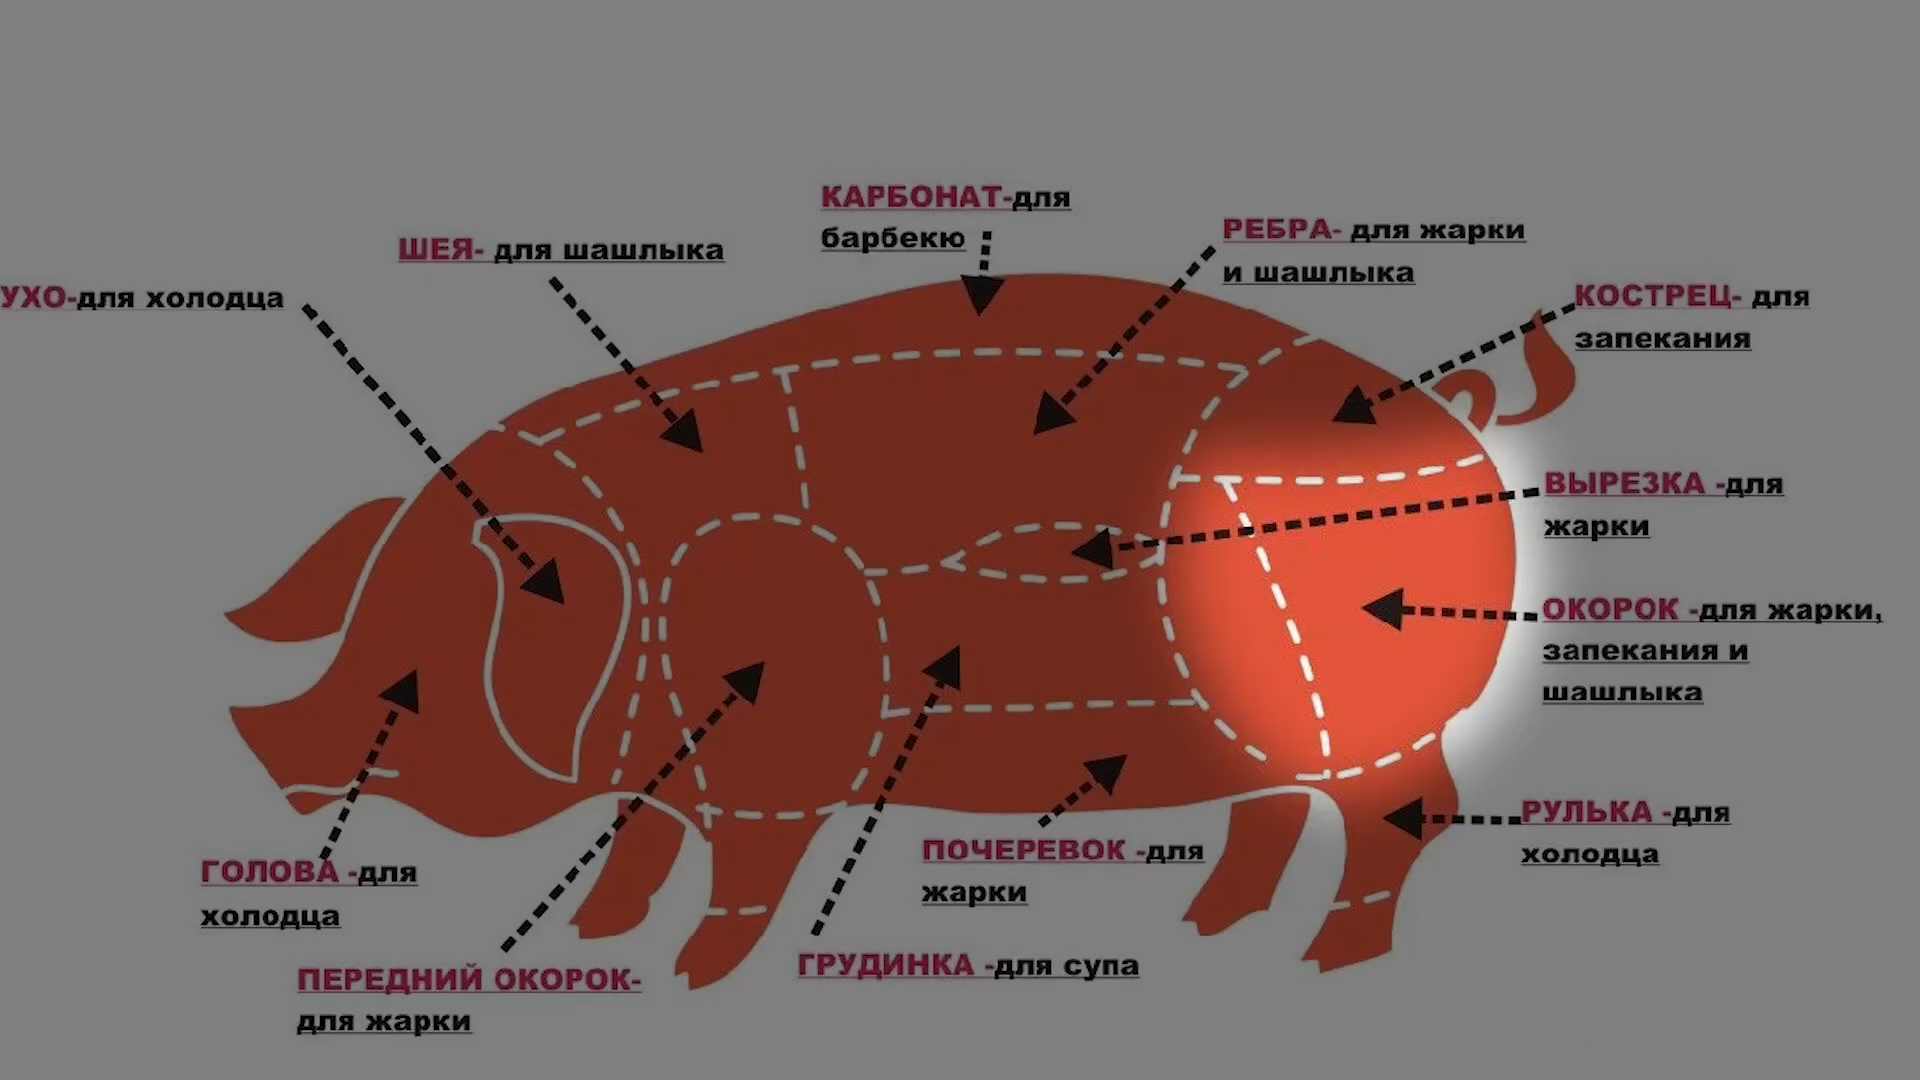 КАРБОНАТ-для
барбекю
РЕБРА- для жарки
и шашлыка
ШЕЯ- для шашлыка
УХО-для холодца
КОСТРЕЦ- для
запекания
ВЫРЕЗКА -для
жарки
ОКОРОК -для жарки,
запекания и
шашлыка
РУЛЬКА -для
холодца
ПОЧЕРЕВОК -для
жарки
ГОЛОВА -для
холодца
ГРУДИНКА -для супа
ПЕРЕДНИЙ ОКОРОК-
для жарки